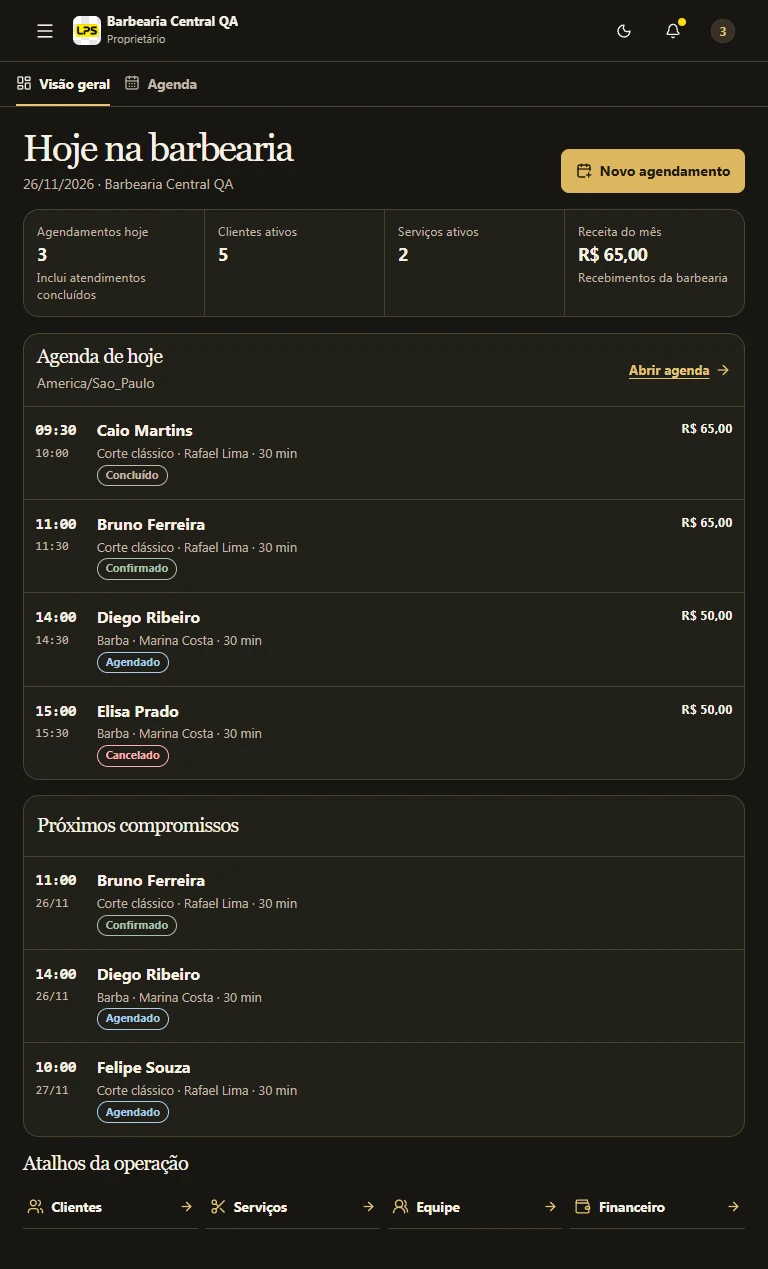 LPS
Barbearia Central QA
Proprietário
3
Visão geral
Agenda
Hoje na barbearia
26/11/2026 · Barbearia Central QA
Novo agendamento
Agendamentos hoje
3
Inclui atendimentos
concluídos
Clientes ativos
5
Serviços ativos
2
Receita do mês
R$ 65,00
Recebimentos da barbearia
Agenda de hoje
America/Sao_Paulo
Abrir agenda
09:30 Caio Martins R$ 65,00
10:00 Corte clássico · Rafael Lima · 30 min
Concluído
11:00 Bruno Ferreira R$ 65,00
11:30 Corte clássico · Rafael Lima · 30 min
Confirmado
14:00 Diego Ribeiro R$ 50,00
14:30 Barba · Marina Costa · 30 min
Agendado
15:00 Elisa Prado R$ 50,00
15:30 Barba · Marina Costa · 30 min
Cancelado
Próximos compromissos
11:00 Bruno Ferreira
26/11 Corte clássico · Rafael Lima · 30 min
Confirmado
14:00 Diego Ribeiro
26/11 Barba · Marina Costa · 30 min
Agendado
10:00 Felipe Souza
27/11 Corte clássico · Rafael Lima · 30 min
Agendado
Atalhos da operação
Clientes
Serviços
Equipe
Financeiro